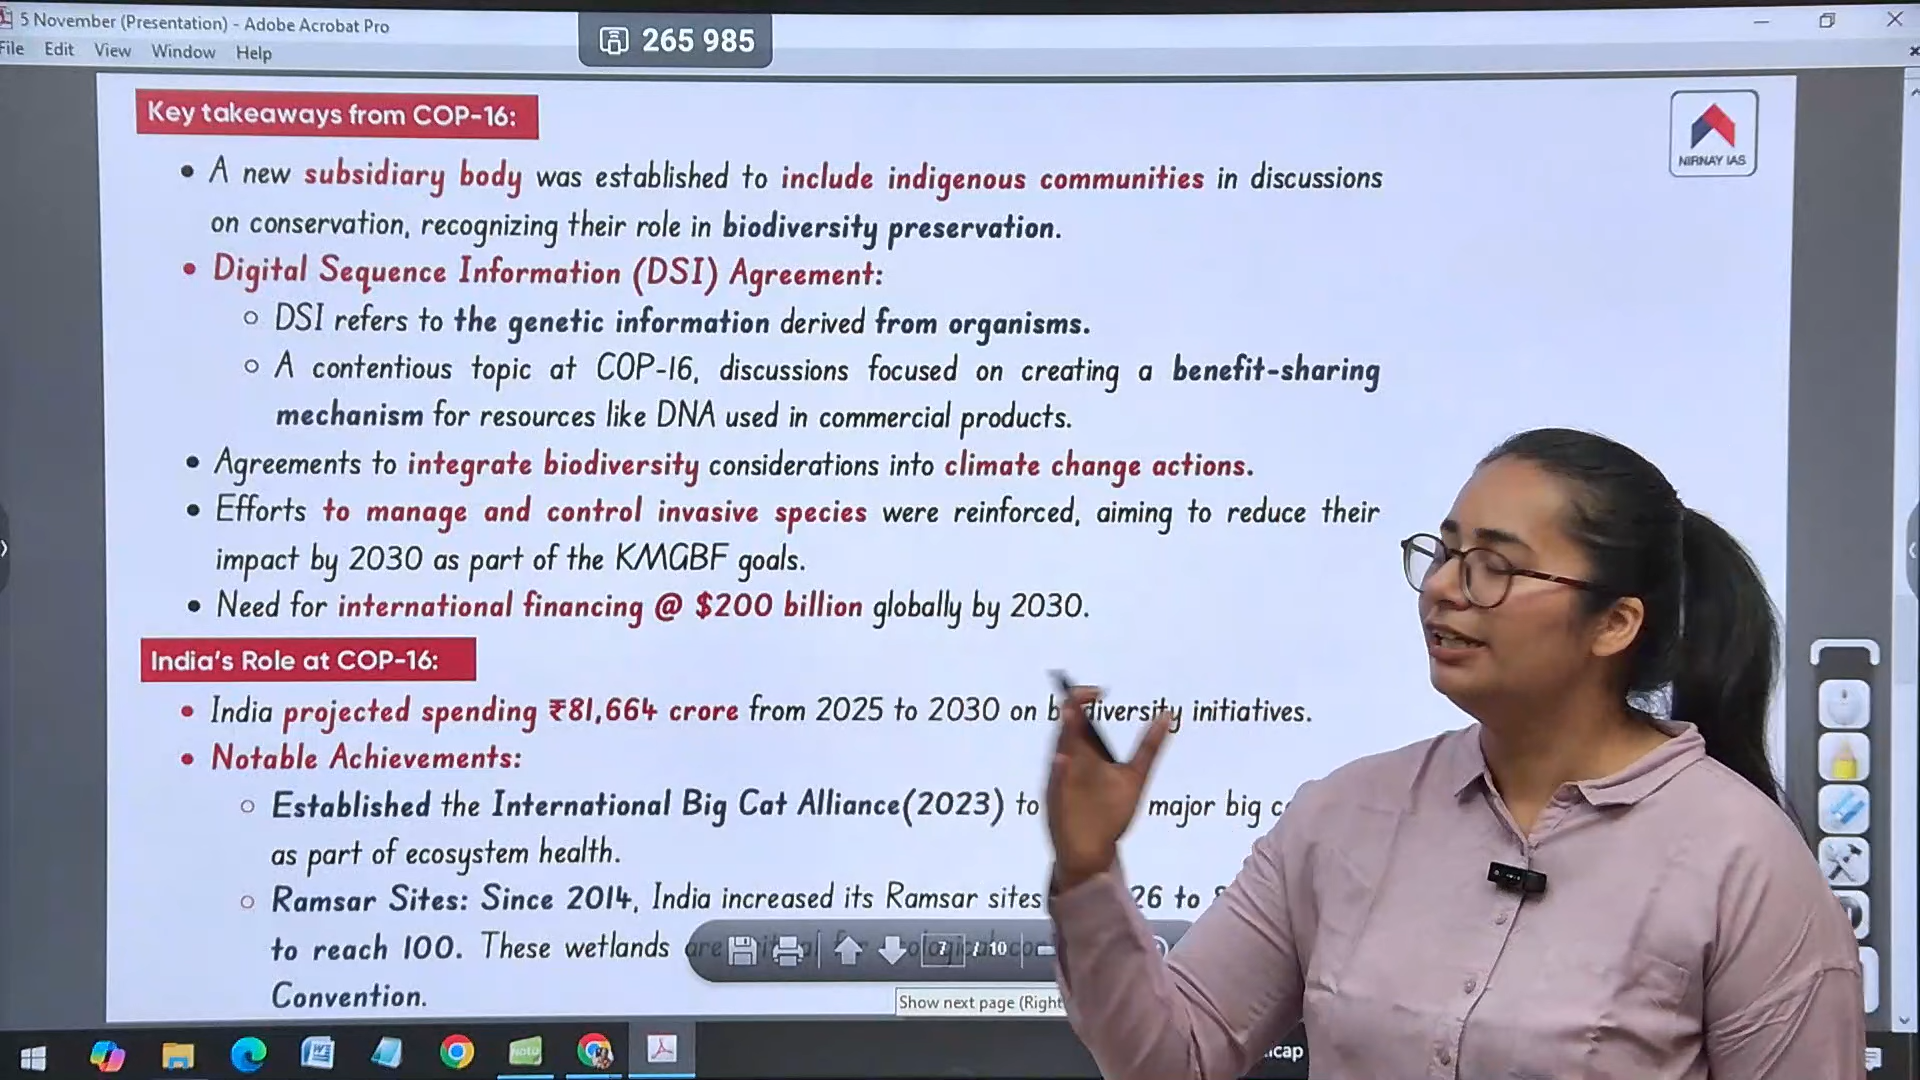 5 November (Presentation) - Adobe Acrobat Pro
265 985
File Edit View Window Help
Key takeaways from COP-16:
NIRNAY IAS
• A new subsidiary body was established to include indigenous communities in discussions
on conservation, recognizing their role in biodiversity preservation.
• Digital Sequence Information (DSI) Agreement:
○ DSI refers to the genetic information derived from organisms.
○ A contentious topic at COP-16, discussions focused on creating a benefit-sharing
mechanism for resources like DNA used in commercial products.
• Agreements to integrate biodiversity considerations into climate change actions.
• Efforts to manage and control invasive species were reinforced, aiming to reduce their
impact by 2030 as part of the KMGBF goals.
• Need for international financing @ $200 billion globally by 2030.
India's Role at COP-16:
• India projected spending ₹81,664 crore from 2025 to 2030 on biodiversity initiatives.
• Notable Achievements:
○ Established the International Big Cat Alliance(2023) to major big
as part of ecosystem health.
○ Ramsar Sites: Since 2014, India increased its Ramsar sites 26 to
to reach 100. These wetlands are
7 / 10
Convention.
Show next page (Right